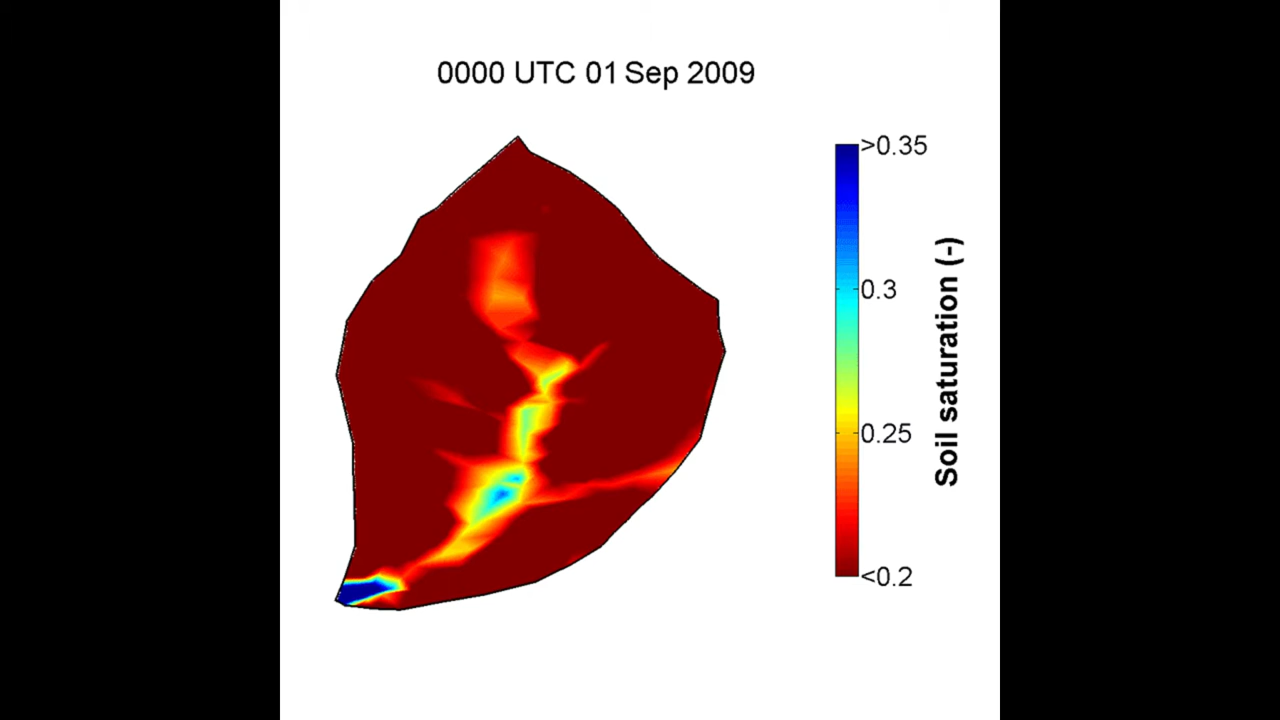 0000 UTC 01 Sep 2009
>0.35
0.3
0.25
<0.2
Soil saturation (-)